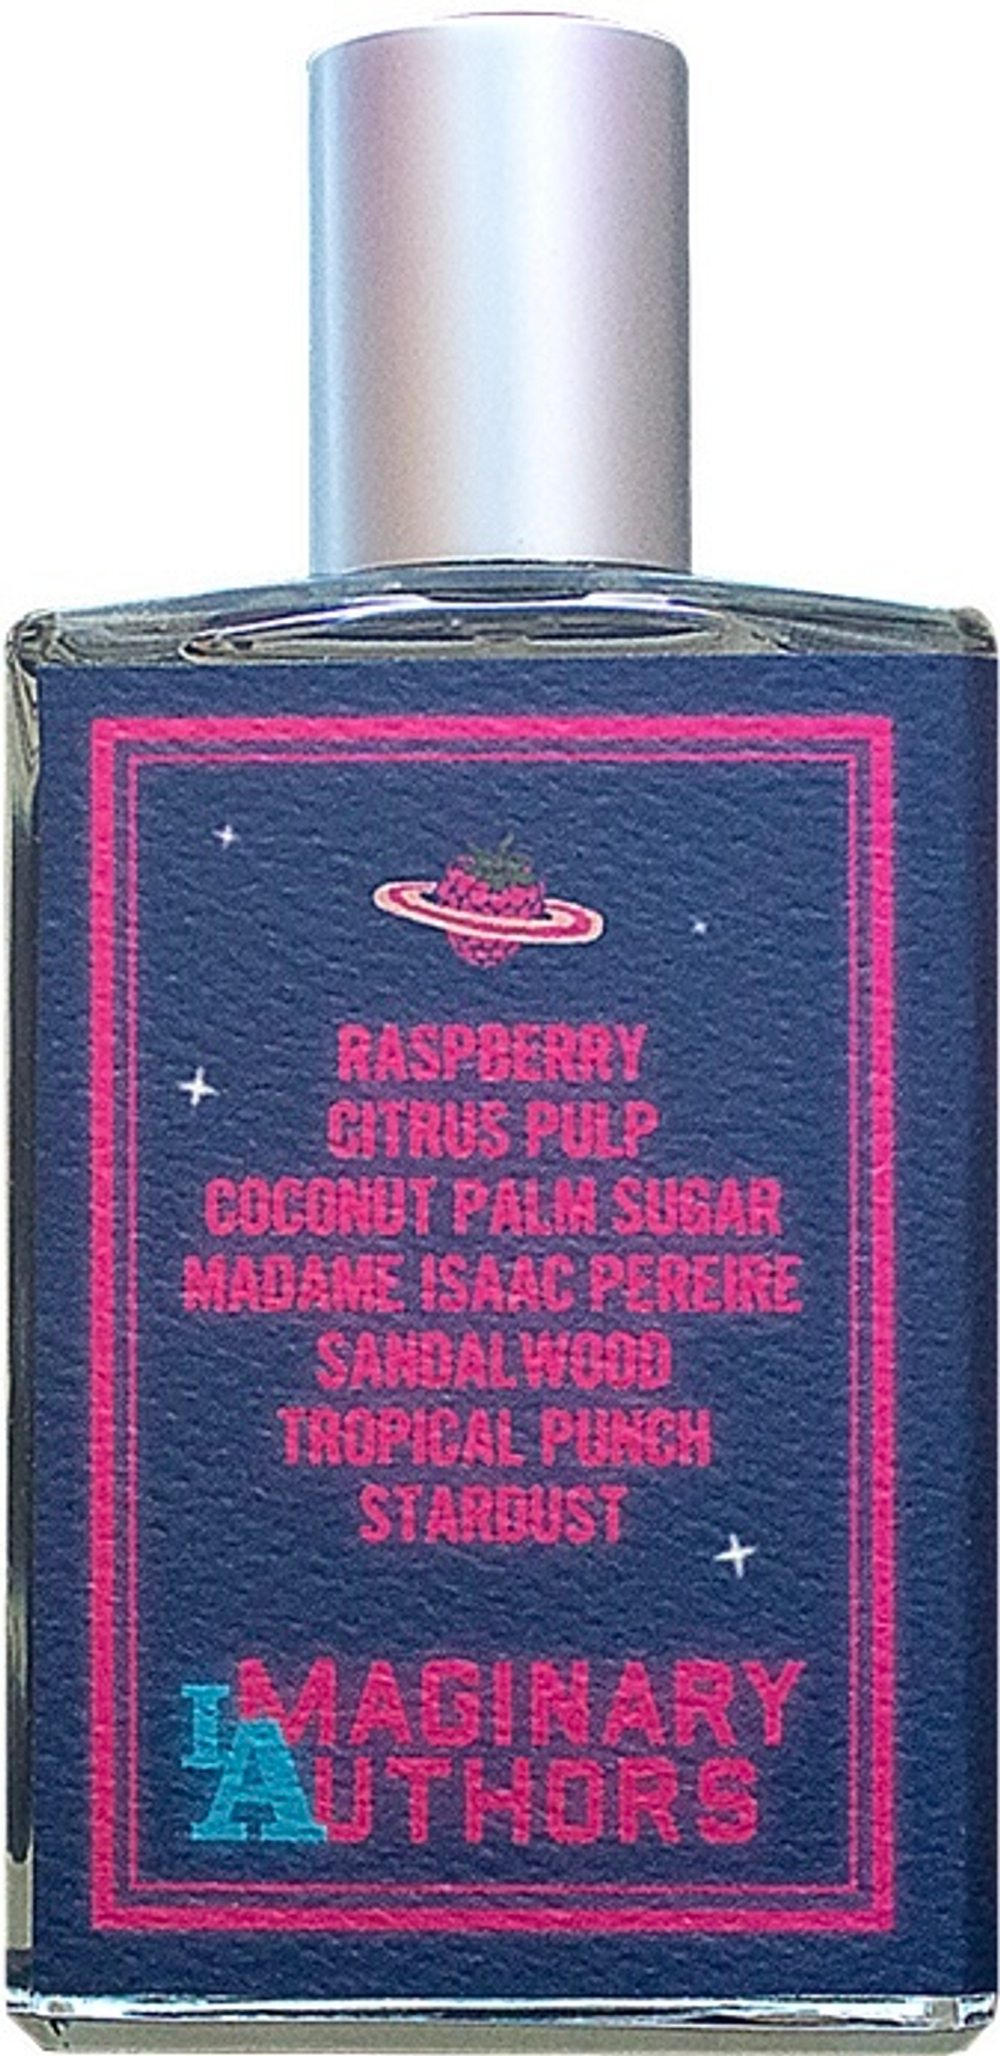 RASPBERRY
CITRUS PULP
COCONUT PALM SUGAR
MADAME ISAAC PEREIRE
SANDALWOOD
TROPICAL PUNCH
STARDUST
IMAGINARY
AUTHORS